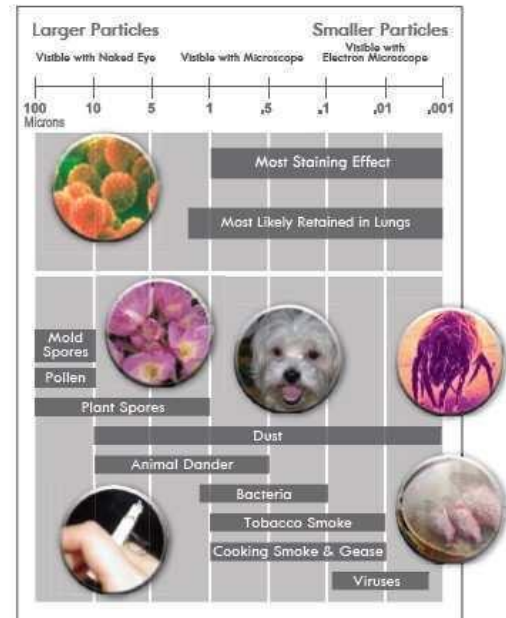 Larger Particles Smaller Particles
Visible with Naked Eye Visible with Microscope Visible with
Electron Microscope
100 10 5 1 .5 .1 .01 .001
Microns
Most Staining Effect
Most Likely Retained in Lungs
Mold
Spores
Pollen
Plant Spores
Dust
Animal Dander
Bacteria
Tobacco Smoke
Cooking Smoke & Gease
Viruses